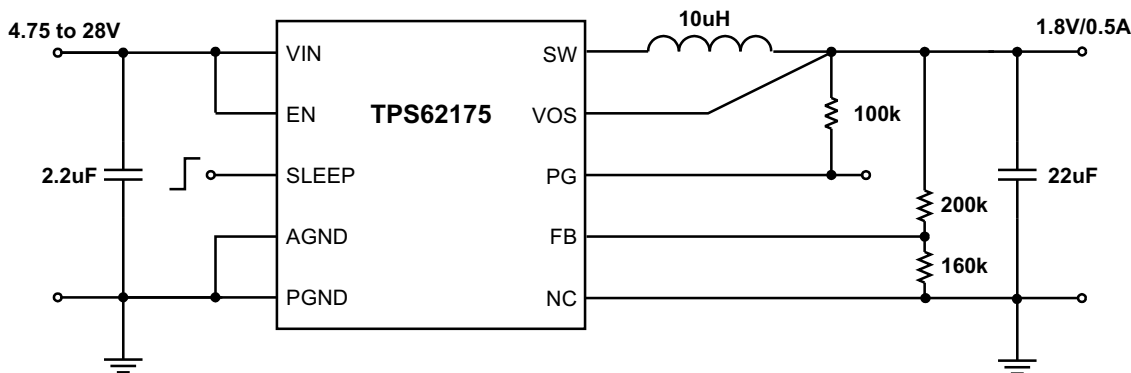 10uH
4.75 to 28V
1.8V/0.5A
VIN
SW
EN
TPS62175
VOS
100k
2.2uF
SLEEP
PG
22uF
200k
AGND
FB
160k
PGND
NC